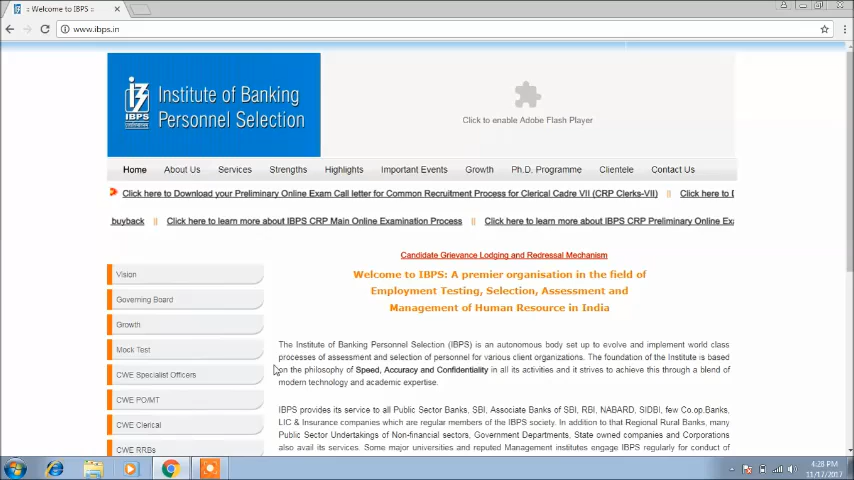 :: Welcome to IBPS ::
www.ibps.in
IBPS
Institute of Banking
Personnel Selection
Click to enable Adobe Flash Player
Home About Us Services Strengths Highlights Important Events Growth Ph.D. Programme Clientele Contact Us
Click here to Download your Preliminary Online Exam Call letter for Common Recruitment Process for Clerical Cadre VII (CRP Clerks-VII) || Click here to D
buyback || Click here to learn more about IBPS CRP Main Online Examination Process || Click here to learn more about IBPS CRP Preliminary Online Exa
Candidate Grievance Lodging and Redressal Mechanism
Welcome to IBPS: A premier organisation in the field of
Employment Testing, Selection, Assessment and
Management of Human Resource in India
Vision
Governing Board
Growth
Mock Test
CWE Specialist Officers
CWE PO/MT
CWE Clerical
CWE RRBs
The Institute of Banking Personnel Selection (IBPS) is an autonomous body set up to evolve and implement world class
processes of assessment and selection of personnel for various client organizations. The foundation of the Institute is based
on the philosophy of Speed, Accuracy and Confidentiality in all its activities and it strives to achieve this through a blend of
modern technology and academic expertise.
IBPS provides its service to all Public Sector Banks, SBI, Associate Banks of SBI, RBI, NABARD, SIDBI, few Co.op.Banks,
LIC & Insurance companies which are regular members of the IBPS society. In addition to that Regional Rural Banks, many
Public Sector Undertakings of Non-financial sectors, Government Departments, State owned companies and Corporations
also avail its services. Some major universities and reputed Management institutes engage IBPS regularly for conduct of
4:28 PM
11/17/2017